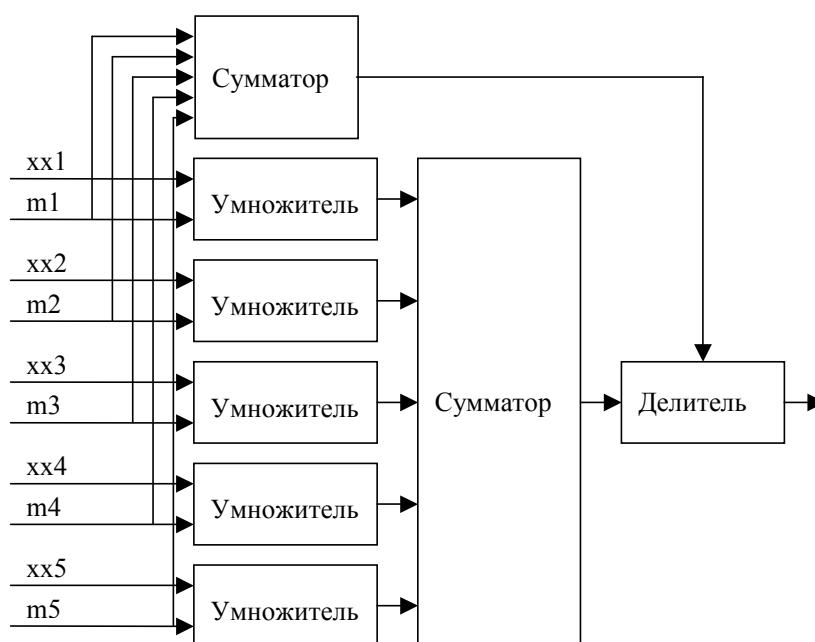 Сумматор
xx1
m1
Умножитель
xx2
m2
Умножитель
xx3
m3
Умножитель
Сумматор
Делитель
xx4
m4
Умножитель
xx5
m5
Умножитель